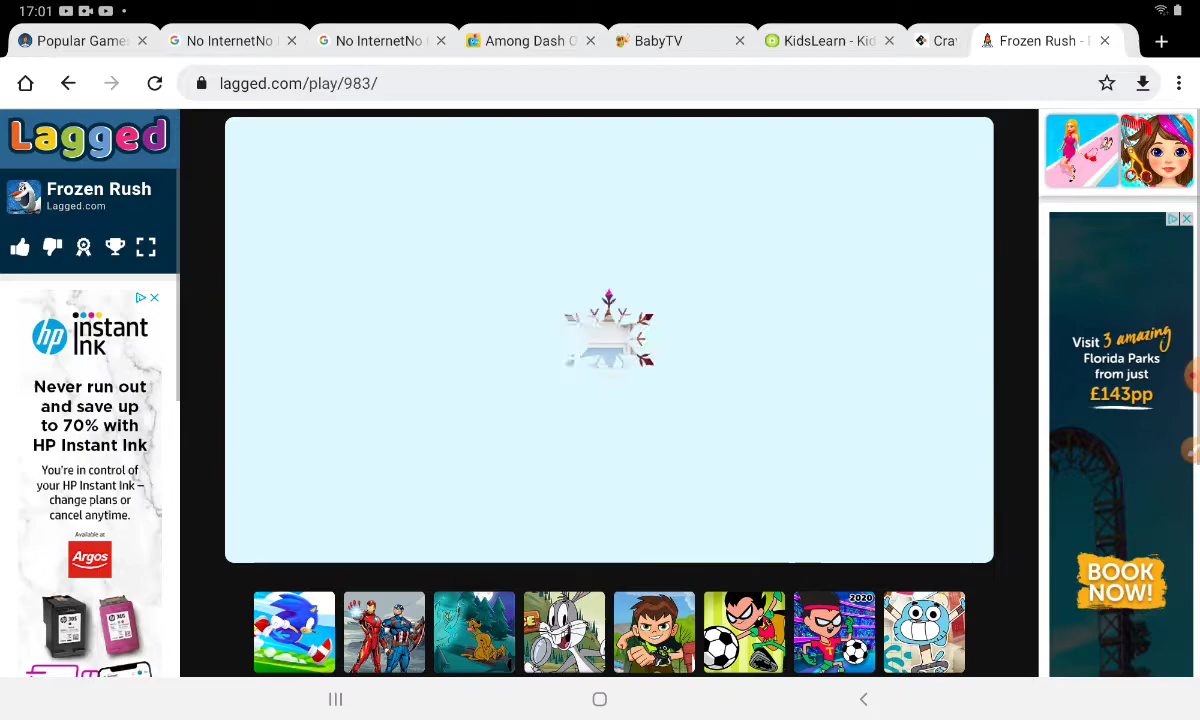 17:01
Popular Game
No InternetNo
No InternetNo
Among Dash O
BabyTV
KidsLearn - Kid
Cra
Frozen Rush -
lagged.com/play/983/
Lagged
Frozen Rush
Lagged.com
hp instant ink
Never run out
and save up
to 70% with
HP Instant Ink
You're in control of
your HP Instant Ink –
change plans or
cancel anytime.
Available at
Argos
305
305
Visit 3 amazing
Florida Parks
from just
£143pp
BOOK
NOW!
2020